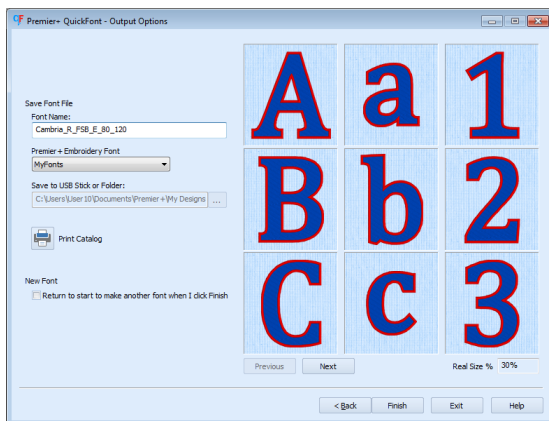 Premier+ QuickFont - Output Options
Save Font File
Font Name:
Cambria_R_FSB_E_80_120
Premier+ Embroidery Font
MyFonts
Save to USB Stick or Folder:
C:\Users\User10\Documents\Premier+\My Designs ...
Print Catalog
New Font
Return to start to make another font when I click Finish
A a 1
B b 2
C c 3
Previous Next Real Size % 30%
< Back Finish Exit Help